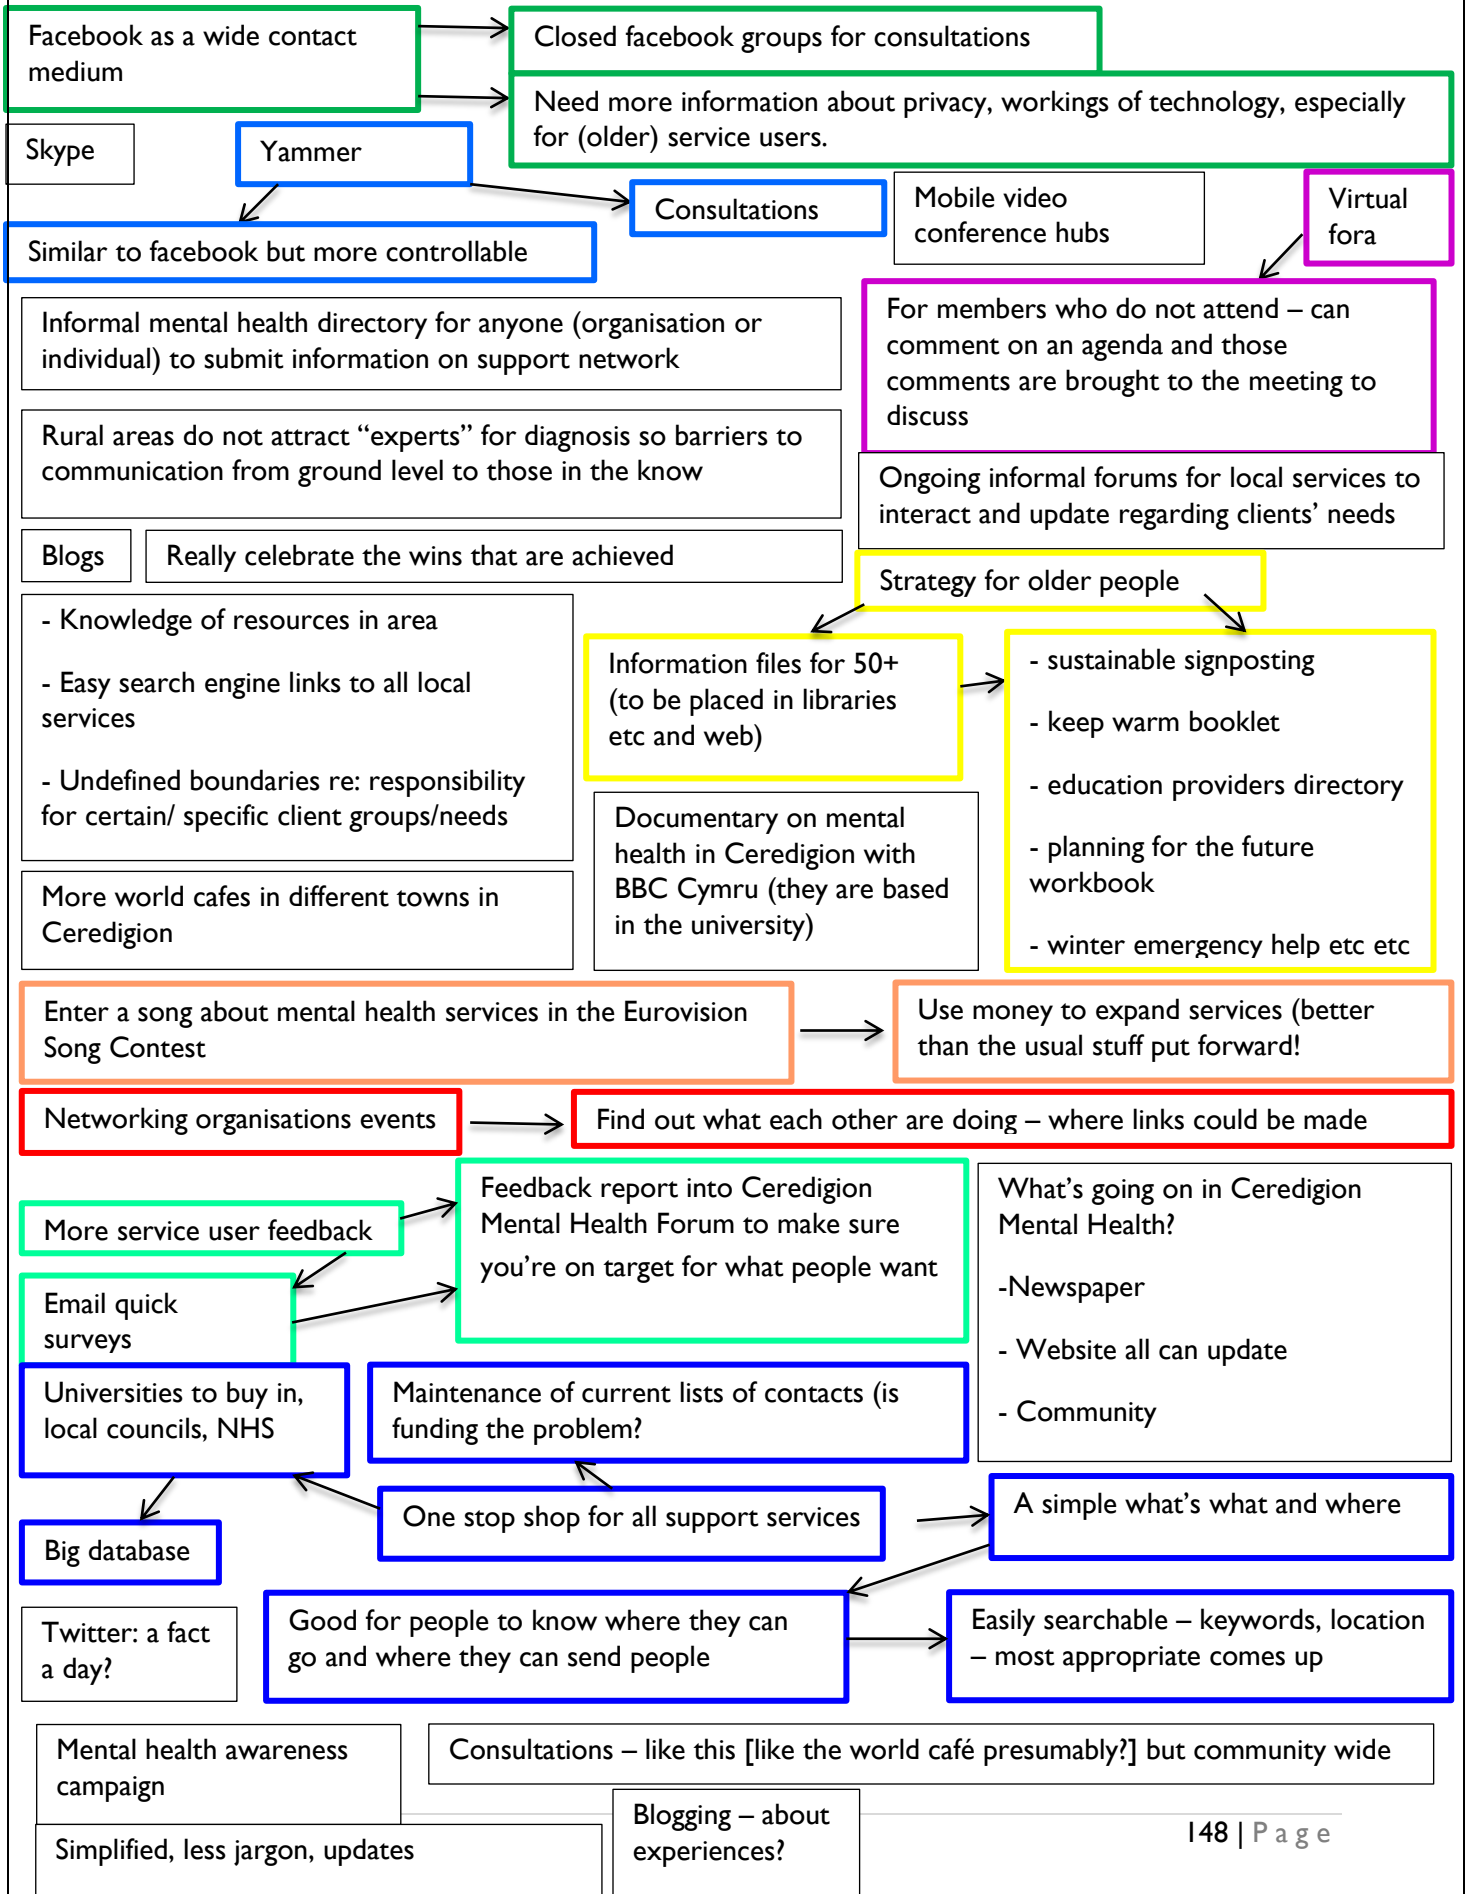 Facebook as a wide contact
medium
Closed facebook groups for consultations
Need more information about privacy, workings of technology, especially
for (older) service users.
Skype
Yammer
Consultations
Mobile video
conference hubs
Virtual
fora
Similar to facebook but more controllable
Informal mental health directory for anyone (organisation or
individual) to submit information on support network
For members who do not attend – can
comment on an agenda and those
comments are brought to the meeting to
discuss
Rural areas do not attract “experts” for diagnosis so barriers to
communication from ground level to those in the know
Ongoing informal forums for local services to
interact and update regarding clients’ needs
Blogs
Really celebrate the wins that are achieved
Strategy for older people
- Knowledge of resources in area
- Easy search engine links to all local
services
- Undefined boundaries re: responsibility
for certain/ specific client groups/needs
Information files for 50+
(to be placed in libraries
etc and web)
- sustainable signposting
- keep warm booklet
- education providers directory
- planning for the future
workbook
- winter emergency help etc etc
Documentary on mental
health in Ceredigion with
BBC Cymru (they are based
in the university)
More world cafes in different towns in
Ceredigion
Enter a song about mental health services in the Eurovision
Song Contest
Use money to expand services (better
than the usual stuff put forward!
Networking organisations events
Find out what each other are doing – where links could be made
More service user feedback
Feedback report into Ceredigion
Mental Health Forum to make sure
you’re on target for what people want
What’s going on in Ceredigion
Mental Health?
-Newspaper
- Website all can update
- Community
Email quick
surveys
Universities to buy in,
local councils, NHS
Maintenance of current lists of contacts (is
funding the problem?
One stop shop for all support services
A simple what’s what and where
Big database
Good for people to know where they can
go and where they can send people
Easily searchable – keywords, location
– most appropriate comes up
Twitter: a fact
a day?
Mental health awareness
campaign
Consultations – like this [like the world café presumably?] but community wide
Blogging – about
experiences?
Simplified, less jargon, updates
148 | Page